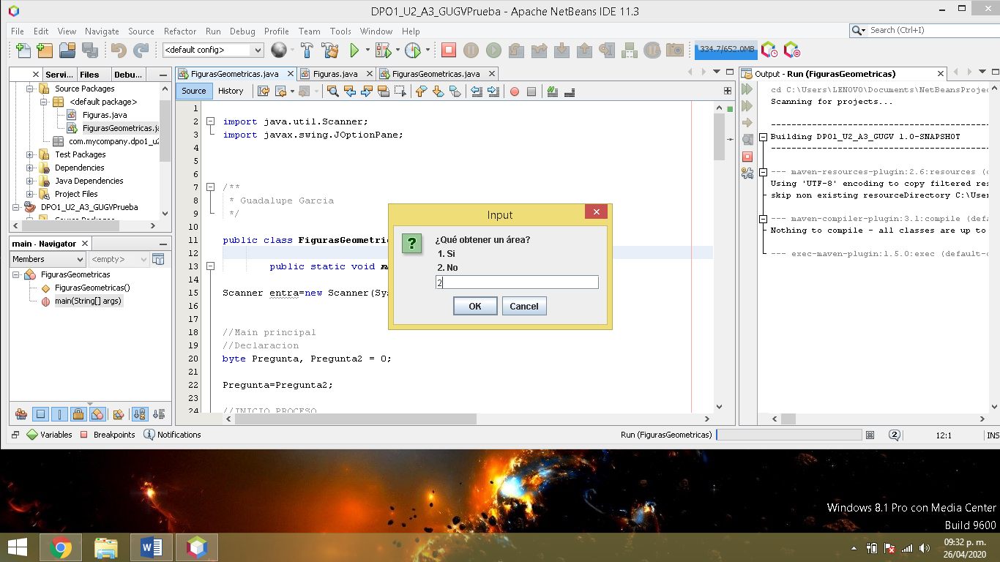 DPO1_U2_A3_GUGVPrueba - Apache NetBeans IDE 11.3
File Edit View Navigate Source Refactor Run Debug Profile Team Tools Window Help
Search (Ctrl+I)
<default config>
334.7/652.0MB
Servi... Files Debu...
Source Packages
<default package>
Figuras.java
FigurasGeometricas.ja
com.mycompany.dpo1_u2
Test Packages
Dependencies
Java Dependencies
Project Files
DPO1_U2_A3_GUGVPrueba
main - Navigator
Members <empty>
FigurasGeometricas
FigurasGeometricas()
main(String[] args)
FigurasGeometricas.java Figuras.java FigurasGeometricas.java
Source History
1
2 import java.util.Scanner;
3 import javax.swing.JOptionPane;
4
5
6
7 /**
8 * Guadalupe Garcia
9 */
10
11 public class FigurasGeometri
12
13 public static void m
14
15 Scanner entra=new Scanner(Sys
16
17
18 //Main principal
19 //Declaracion
20 byte Pregunta, Pregunta2 = 0;
21
22 Pregunta=Pregunta2;
23
24 //INICIO PROCESO
Input
¿Qué obtener un área?
1. Si
2. No
2
OK Cancel
Output - Run (FigurasGeometricas)
cd C:\Users\LENOVO\Documents\NetBeansProjec
Scanning for projects...
Building DPO1_U2_A3_GUGV 1.0-SNAPSHOT
--- maven-resources-plugin:2.6:resources (d
Using 'UTF-8' encoding to copy filtered res
skip non existing resourceDirectory C:\User
--- maven-compiler-plugin:3.1:compile (defa
Nothing to compile - all classes are up to
--- exec-maven-plugin:1.5.0:exec (default-c
Variables Breakpoints Notifications
Run (FigurasGeometricas)
2
12:1
INS
Windows 8.1 Pro con Media Center
Build 9600
09:32 p. m.
26/04/2020